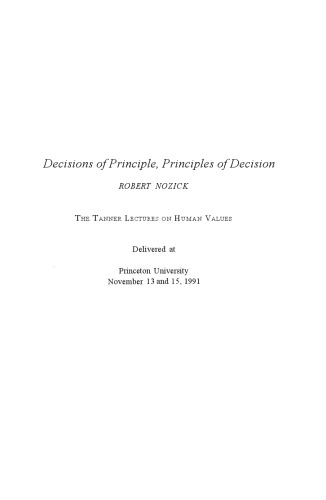 Decisions of Principle, Principles of Decision
ROBERT NOZICK
THE TANNER LECTURES ON HUMAN VALUES
Delivered at
Princeton University
November 13 and 15, 1991